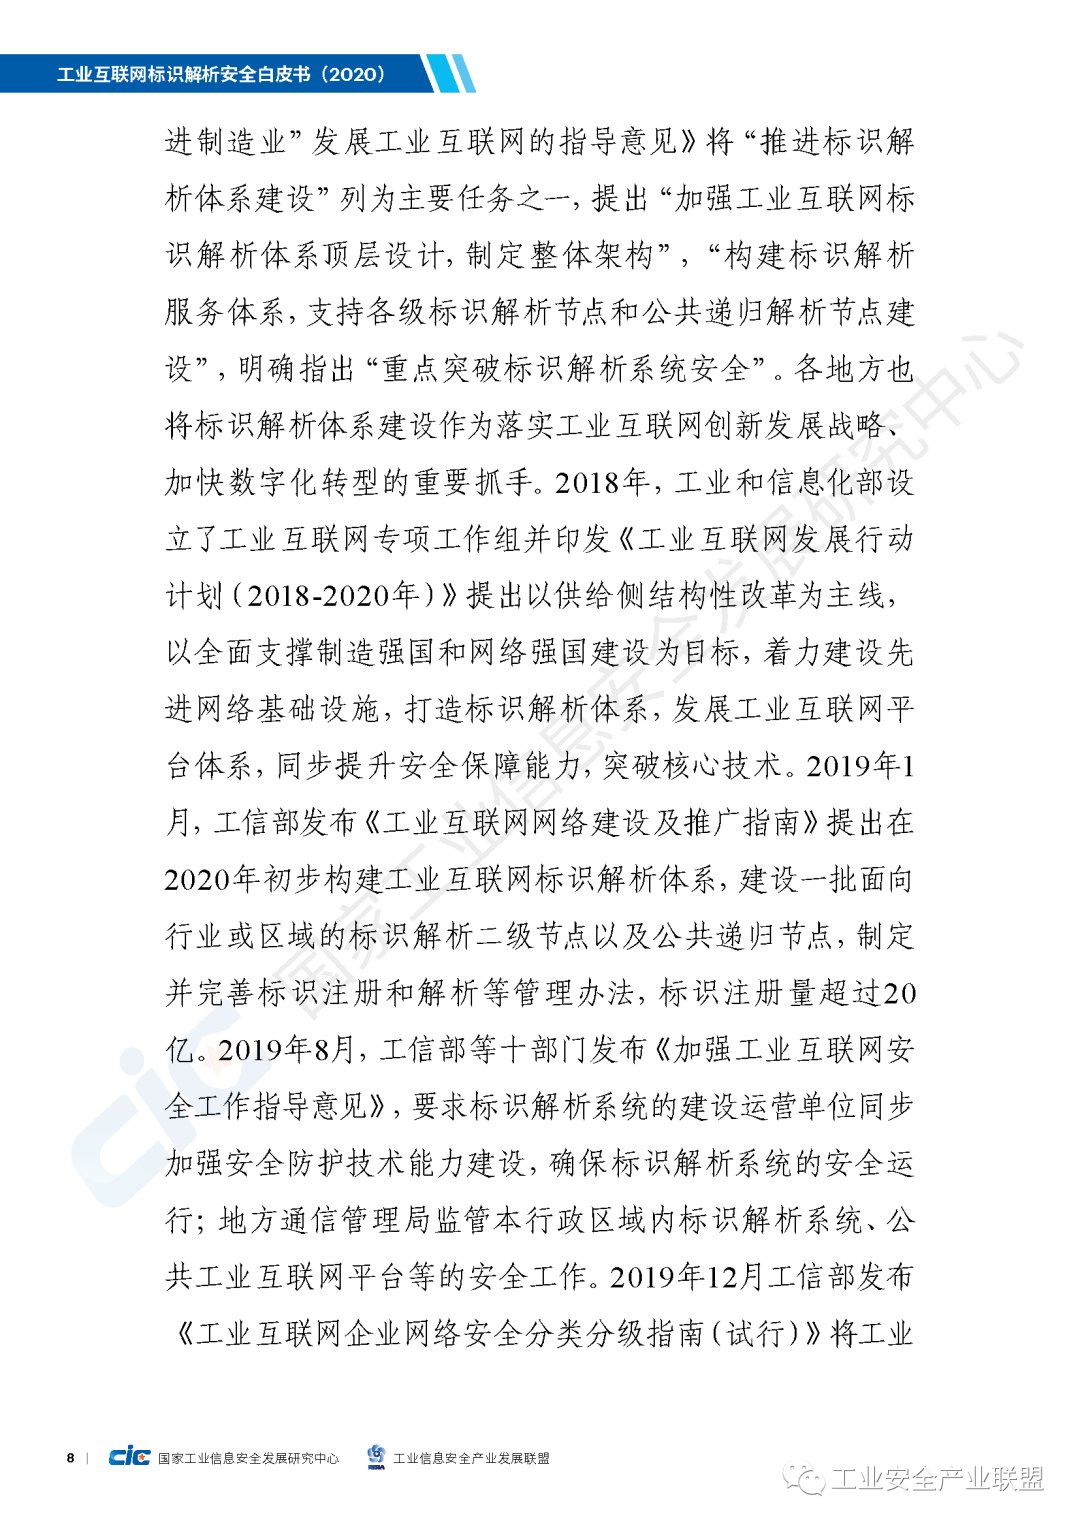 工业互联网标识解析安全白皮书（2020）
进制造业”发展工业互联网的指导意见》将“推进标识解
析体系建设”列为主要任务之一，提出“加强工业互联网标
识解析体系顶层设计，制定整体架构”，“构建标识解析
服务体系，支持各级标识解析节点和公共递归解析节点建
设”，明确指出“重点突破标识解析系统安全”。各地方也
将标识解析体系建设作为落实工业互联网创新发展战略、
加快数字化转型的重要抓手。2018年，工业和信息化部设
立了工业互联网专项工作组并印发《工业互联网发展行动
计划（2018-2020年）》提出以供给侧结构性改革为主线，
以全面支撑制造强国和网络强国建设为目标，着力建设先
进网络基础设施，打造标识解析体系，发展工业互联网平
台体系，同步提升安全保障能力，突破核心技术。2019年1
月，工信部发布《工业互联网网络建设及推广指南》提出在
2020年初步构建工业互联网标识解析体系，建设一批面向
行业或区域的标识解析二级节点以及公共递归节点，制定
并完善标识注册和解析等管理办法，标识注册量超过20
亿。2019年8月，工信部等十部门发布《加强工业互联网安
全工作指导意见》，要求标识解析系统的建设运营单位同步
加强安全防护技术能力建设，确保标识解析系统的安全运
行；地方通信管理局监管本行政区域内标识解析系统、公
共工业互联网平台等的安全工作。2019年12月工信部发布
《工业互联网企业网络安全分类分级指南（试行）》将工业
国家工业信息安全发展研究中心
CIC
8 | CIC 国家工业信息安全发展研究中心 NISIA 工业信息安全产业发展联盟
工业安全产业联盟